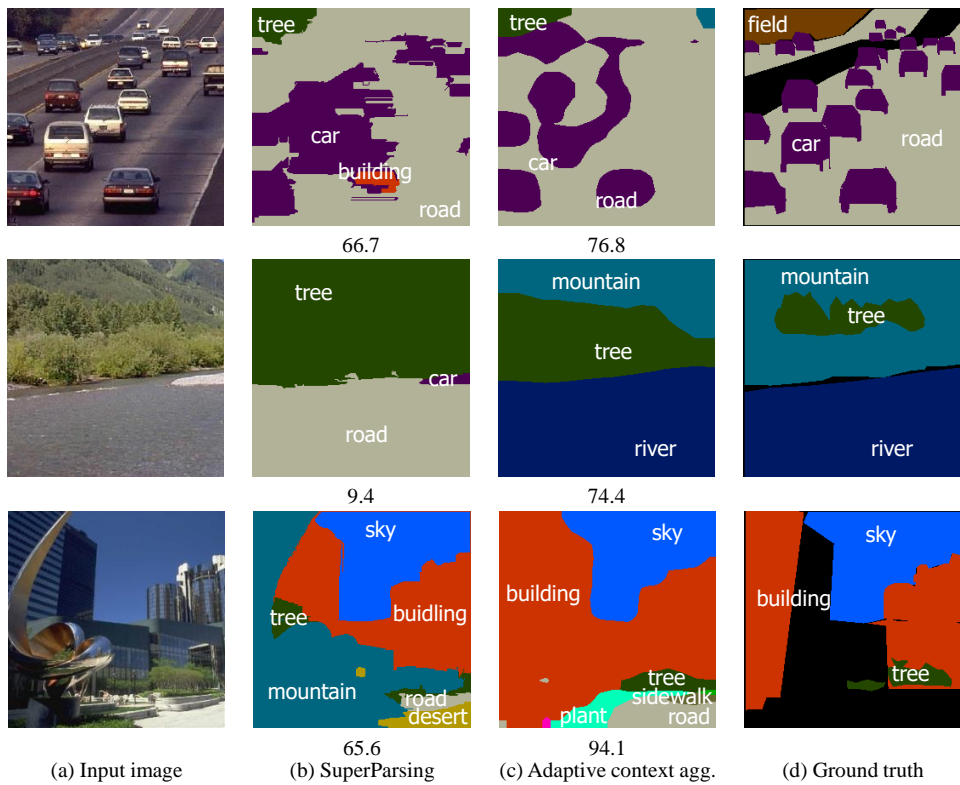 tree
car
building
road
66.7
tree
car
road
76.8
field
car
road
tree
car
road
9.4
mountain
tree
river
74.4
mountain
tree
river
sky
buidling
tree
mountain
road
desert
65.6
sky
building
tree
sidewalk
plant
road
94.1
sky
building
tree
(a) Input image
(b) SuperParsing
(c) Adaptive context agg.
(d) Ground truth